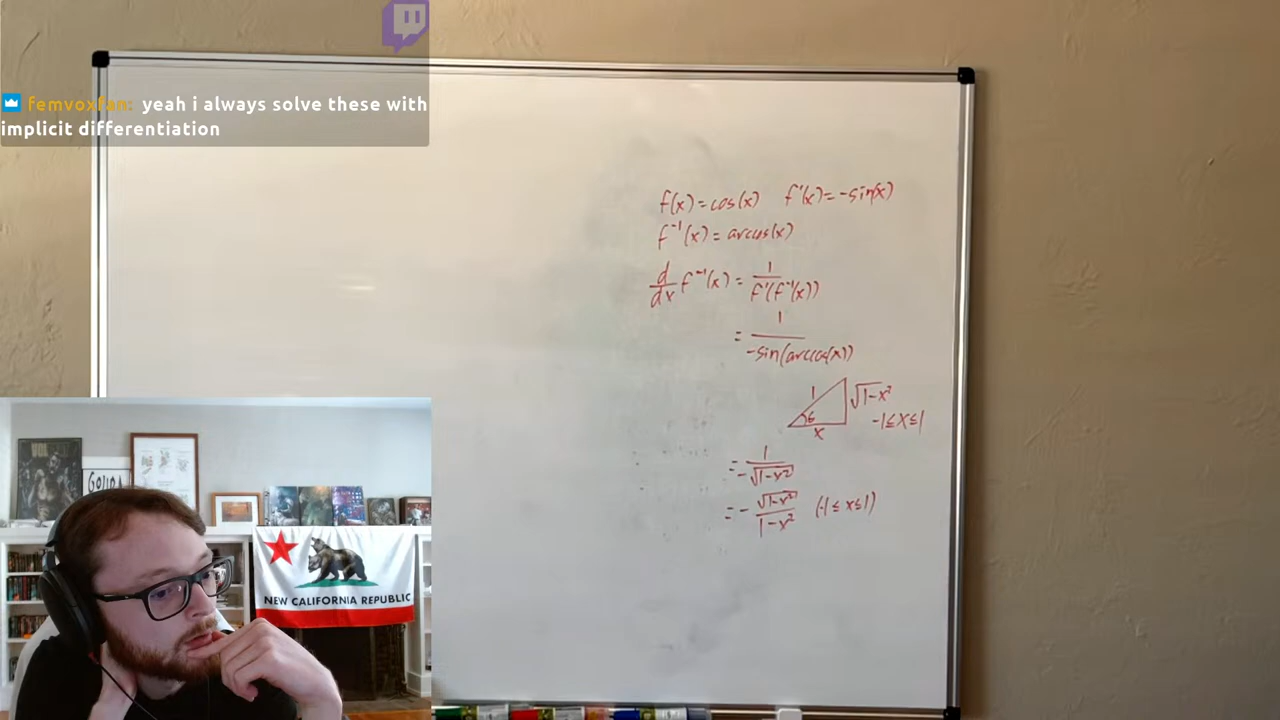 femvoxfan: yeah i always solve these with
implicit differentiation
f(x)=cos(x) f'(x)=-sin(x)
f⁻¹(x)=arccos(x)
d/dx f⁻¹(x)= 1/f'(f⁻¹(x))
= 1/-sin(arccos(x))
1 √1-x²
θ -1≤x≤1
x
= 1/-√1-x²
= - √1-x²/1-x² (-1≤x≤1)
GOJIRA
NEW CALIFORNIA REPUBLIC